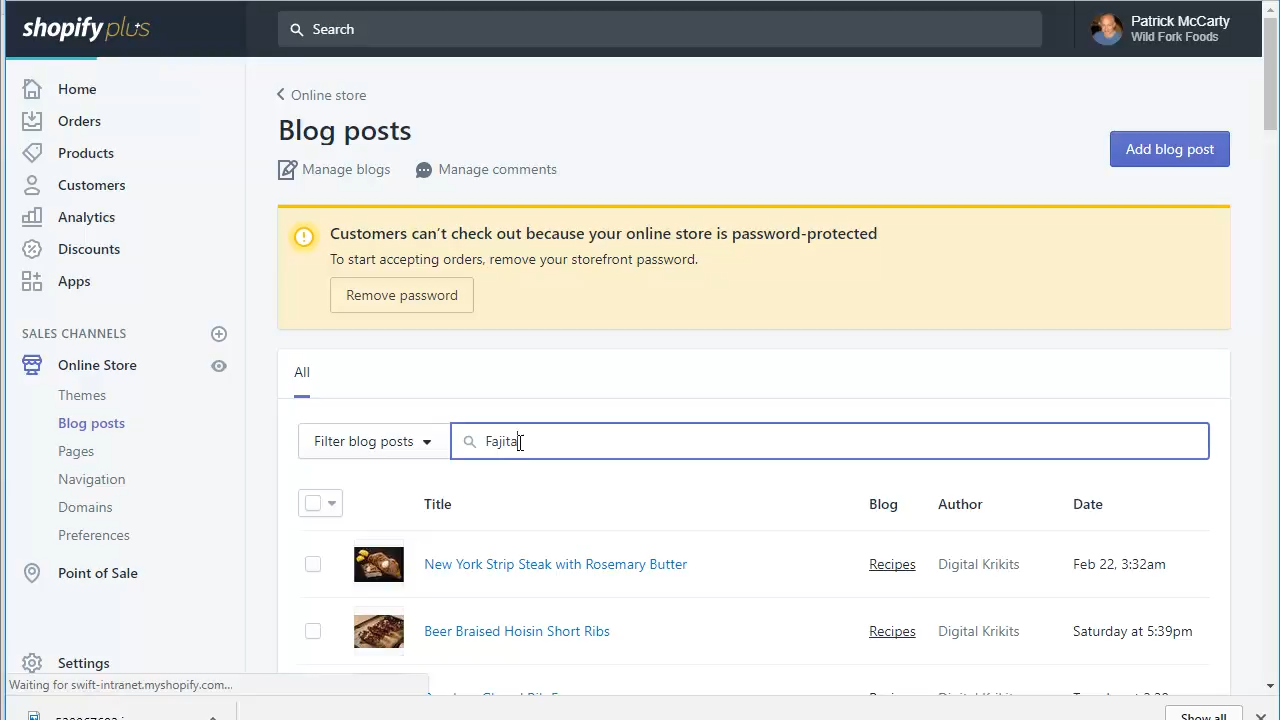 shopifyplus
Search
Patrick McCarty
Wild Fork Foods
Home
Orders
Products
Customers
Analytics
Discounts
Apps
SALES CHANNELS
Online Store
Themes
Blog posts
Pages
Navigation
Domains
Preferences
Point of Sale
Settings
Online store
Blog posts
Manage blogs
Manage comments
Add blog post
Customers can't check out because your online store is password-protected
To start accepting orders, remove your storefront password.
Remove password
All
Filter blog posts
Fajita
Title Blog Author Date
New York Strip Steak with Rosemary Butter Recipes Digital Krikits Feb 22, 3:32am
Beer Braised Hoisin Short Ribs Recipes Digital Krikits Saturday at 5:39pm
Waiting for swift-intranet.myshopify.com...
Show all